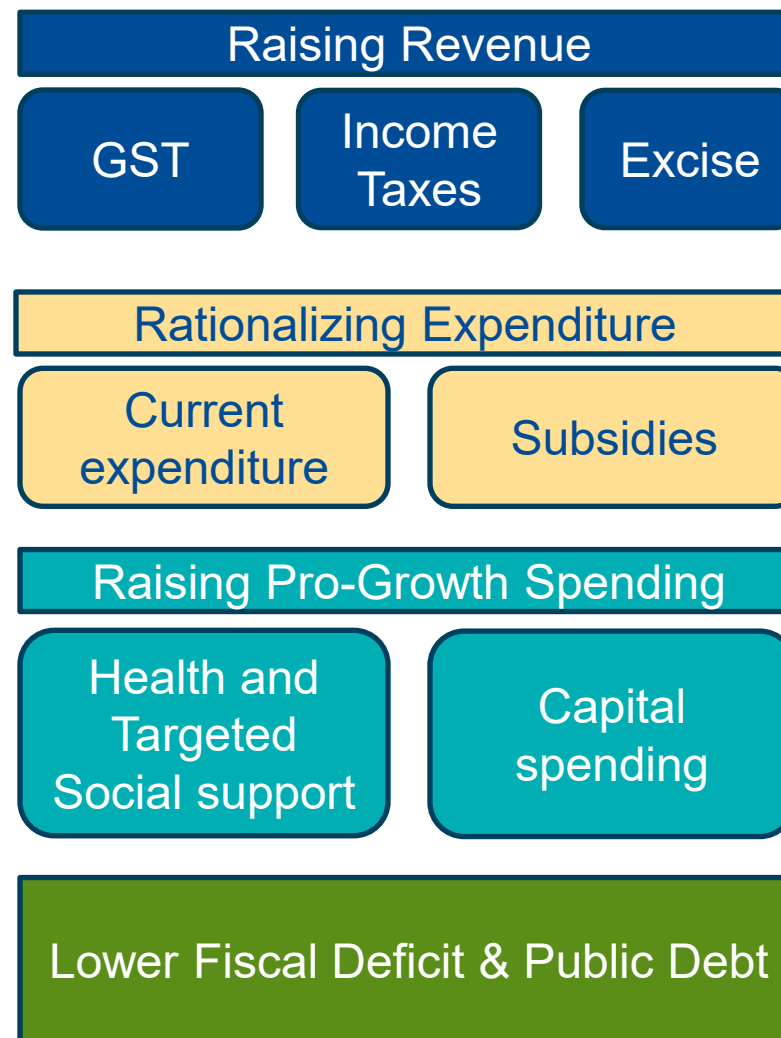 Raising Revenue
GST
Income
Taxes
Excise
Rationalizing Expenditure
Current
expenditure
Subsidies
Raising Pro-Growth Spending
Health and
Targeted
Social support
Capital
spending
Lower Fiscal Deficit & Public Debt